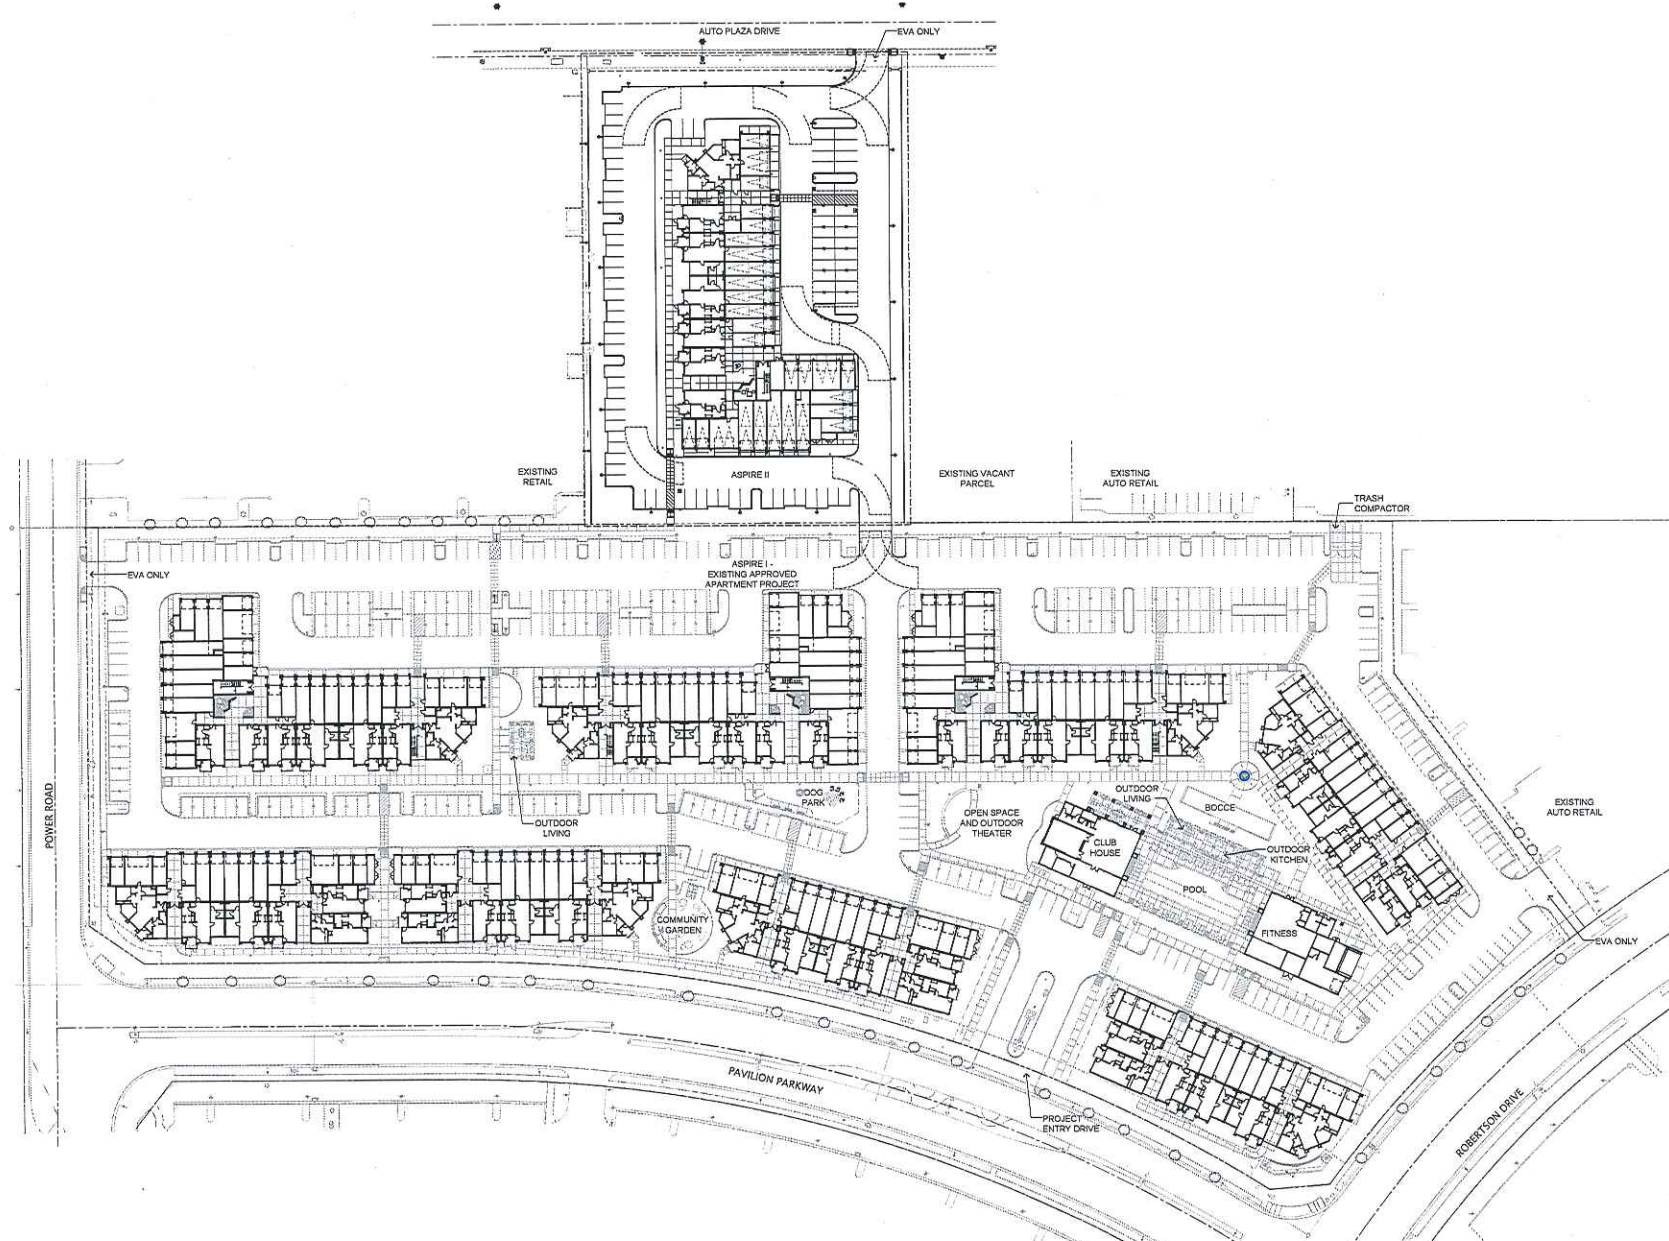 AUTO PLAZA DRIVE
EVA ONLY
EXISTING
RETAIL
ASPIRE II
EXISTING VACANT
PARCEL
EXISTING
AUTO RETAIL
TRASH
COMPACTOR
EVA ONLY
ASPIRE I -
EXISTING APPROVED
APARTMENT PROJECT
POWER ROAD
OUTDOOR
LIVING
DOG
PARK
OPEN SPACE
AND OUTDOOR
THEATER
OUTDOOR
LIVING
BOCCE
CLUB
HOUSE
OUTDOOR
KITCHEN
POOL
EXISTING
AUTO RETAIL
COMMUNITY
GARDEN
FITNESS
EVA ONLY
PAVILION PARKWAY
PROJECT
ENTRY DRIVE
ROBERTSON DRIVE